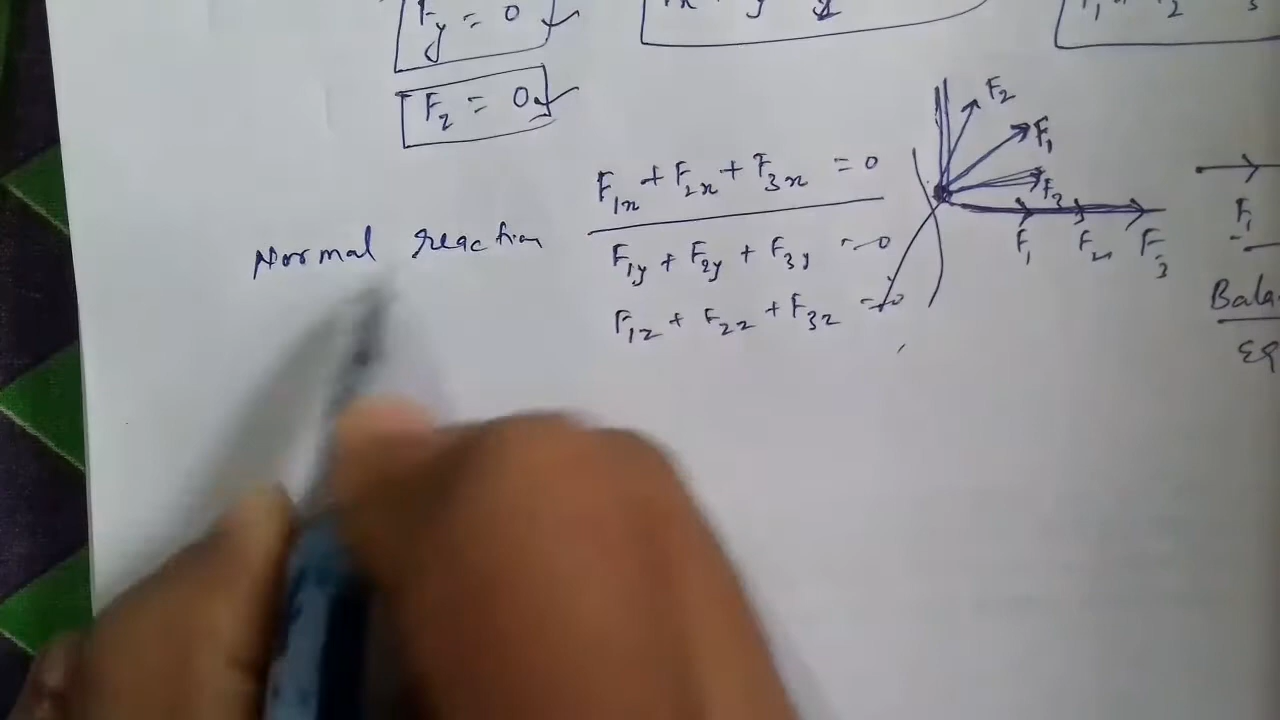 Fy = 0
Fz = 0
F1x + F2x + F3x = 0
Normal reaction
F1y + F2y + F3y = 0
F1z + F2z + F3z = 0
F2
F1
F3
F1 F2 F3
F1
Bala
Eq